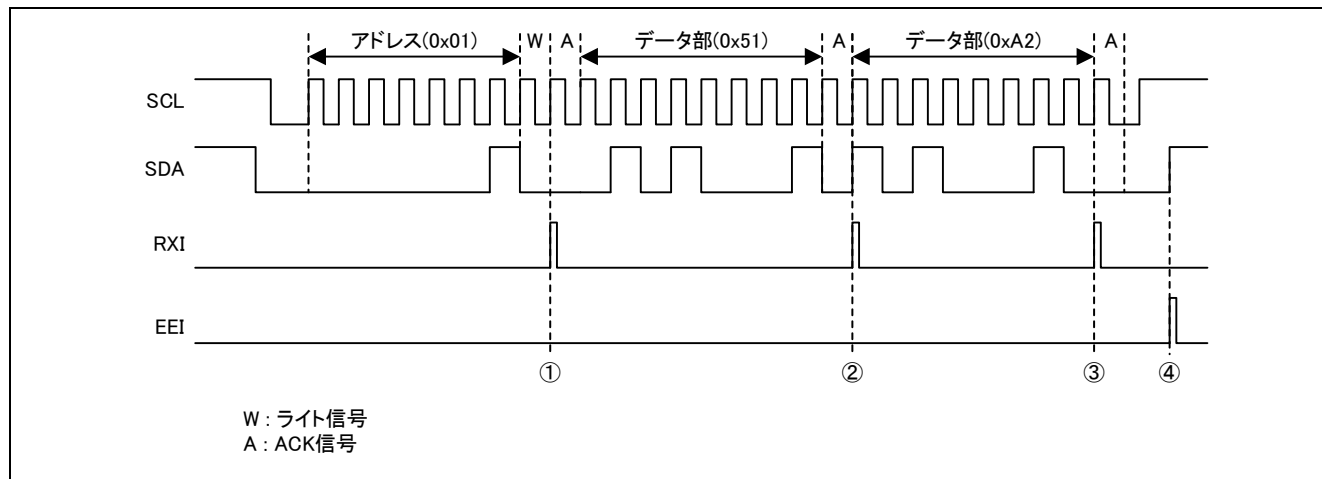 アドレス(0x01) W A データ部(0x51) A データ部(0xA2) A
SCL
SDA
RXI
EEI
① ② ③ ④
W : ライト信号
A : ACK信号